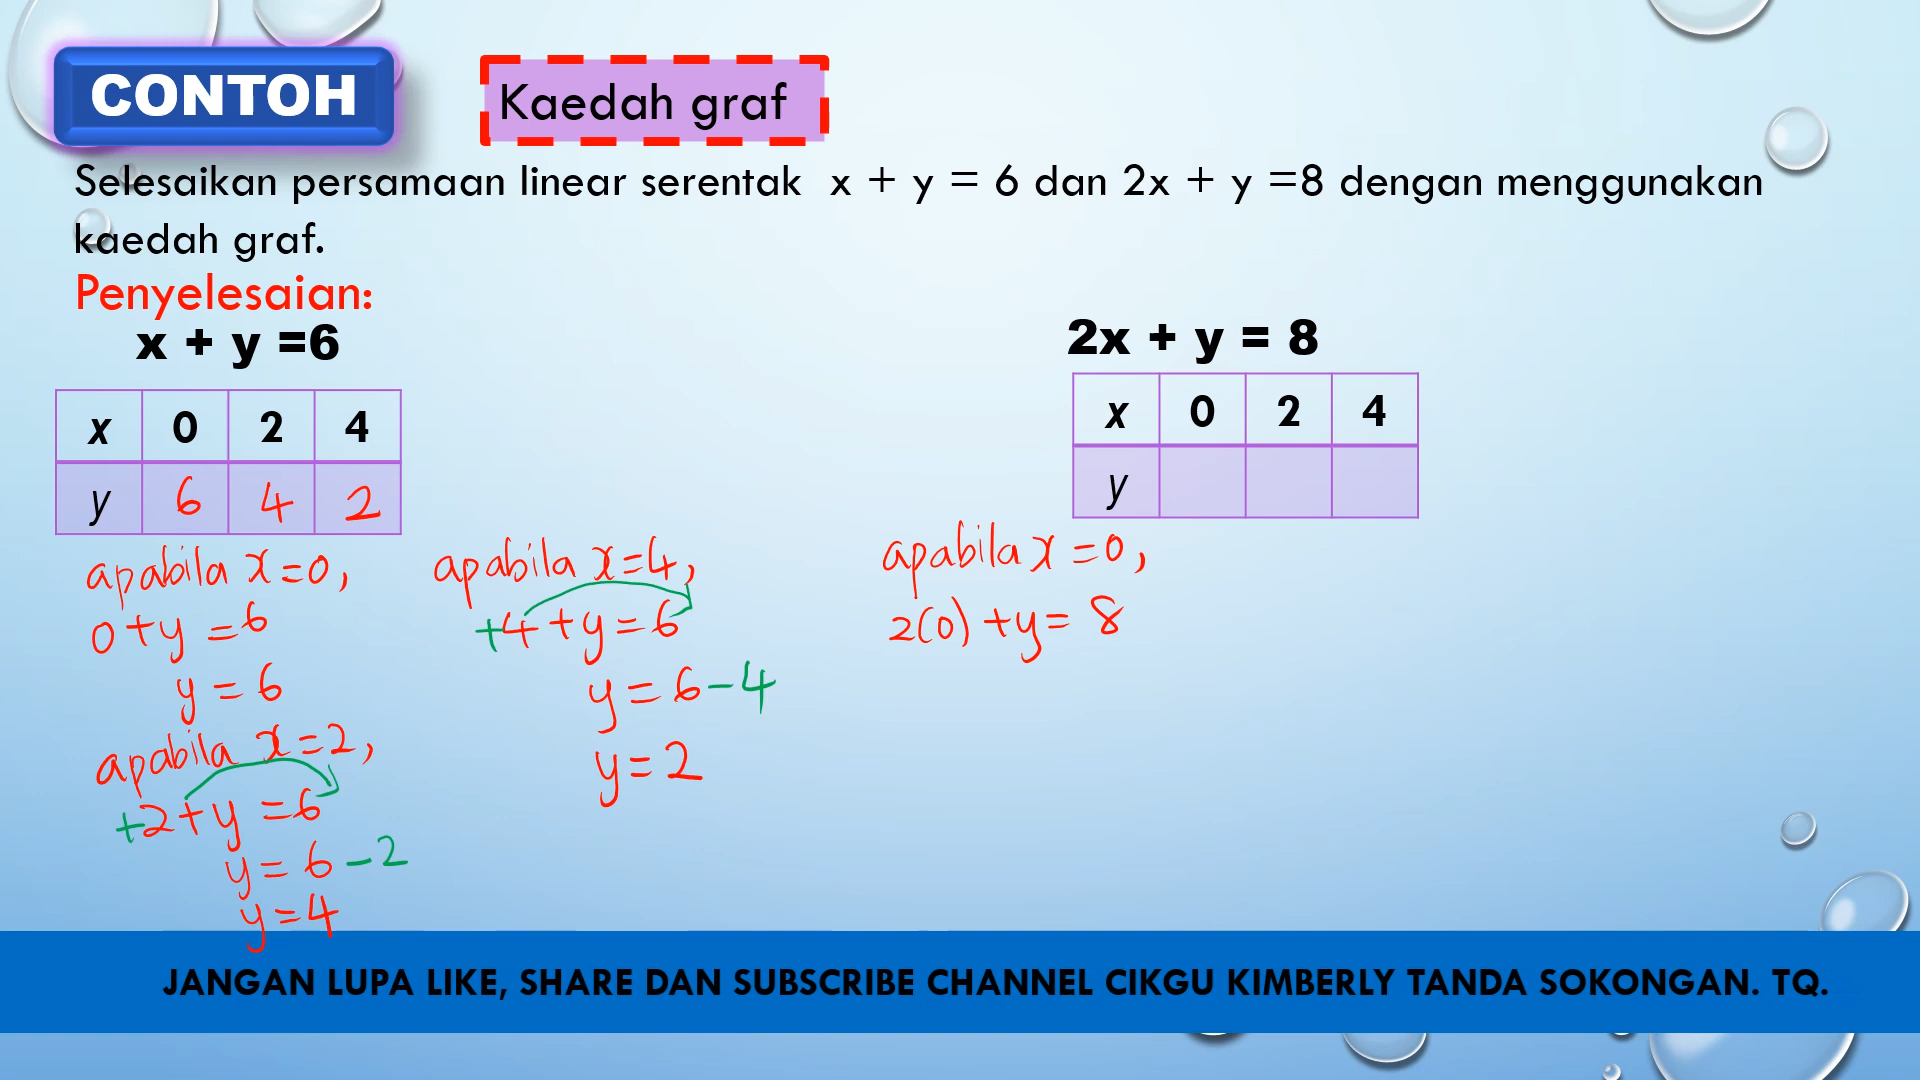 CONTOH
Kaedah graf
Selesaikan persamaan linear serentak x + y = 6 dan 2x + y =8 dengan menggunakan
kaedah graf.
Penyelesaian:
x + y =6
x 0 2 4
y 6 4 2
apabila x=0,
0+y=6
y=6
apabila x=2,
+2+y=6
y=6-2
y=4
apabila x=4,
+4+y=6
y=6-4
y=2
2x + y = 8
x 0 2 4
y
apabila x=0,
2(0)+y=8
JANGAN LUPA LIKE, SHARE DAN SUBSCRIBE CHANNEL CIKGU KIMBERLY TANDA SOKONGAN. TQ.